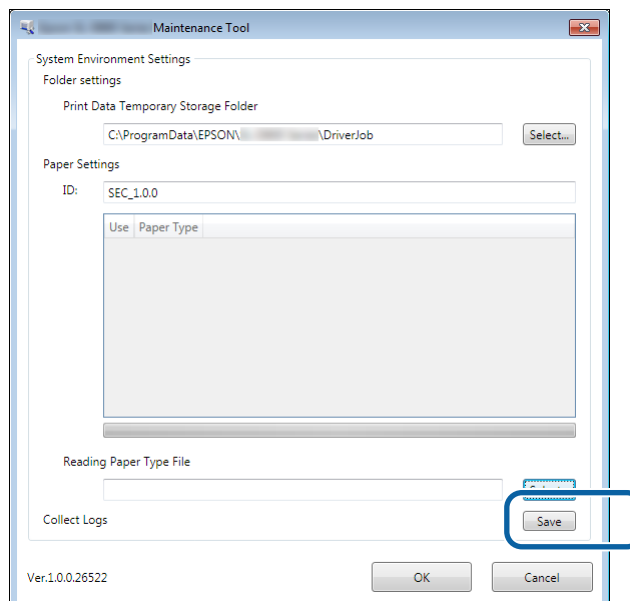 Maintenance Tool
System Environment Settings
Folder settings
Print Data Temporary Storage Folder
C:\ProgramData\EPSON\ \DriverJob Select...
Paper Settings
ID: SEC_1.0.0
Use Paper Type
Reading Paper Type File
Collect Logs Save
Ver.1.0.0.26522 OK Cancel